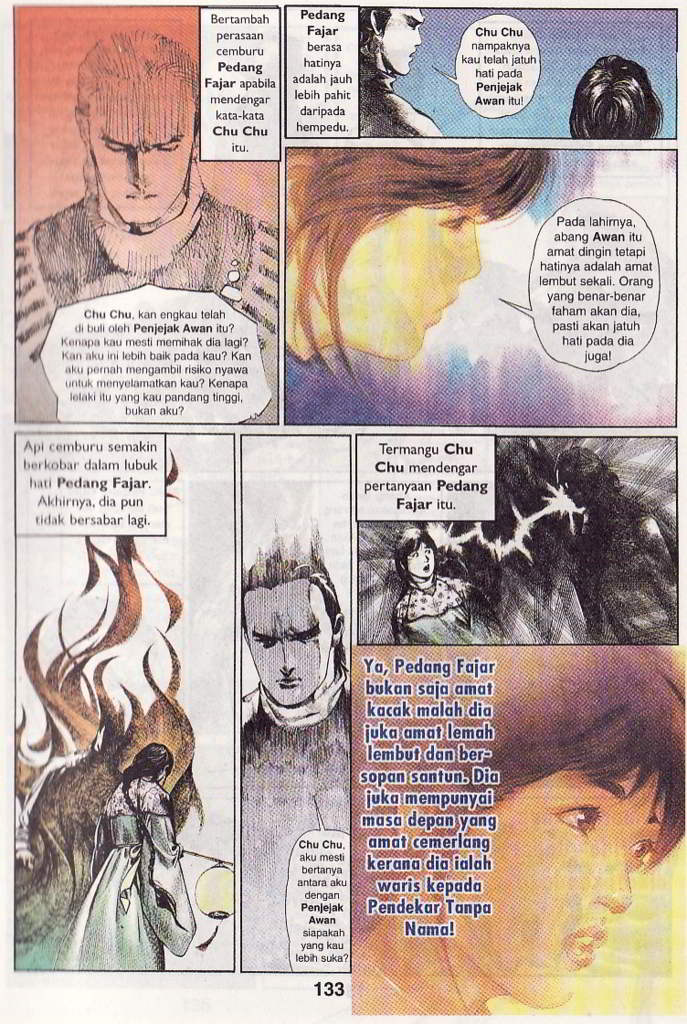 Chu Chu
nampaknya
kau telah jatuh
hati pada
Penjejak
Awan itu!
Pedang
Fajar
berasa
hatinya
adalah jauh
lebih pahit
daripada
hempedu.
Pada lahirnya,
abang Awan itu
amat dingin tetapi
hatinya adalah amat
lembut sekali. Orang
yang benar-benar
faham akan dia,
pasti akan jatuh
hati pada dia
juga!
Bertambah
perasaan
cemburu
Pedang
Fajar apabila
mendengar
kata-kata
Chu Chu
itu.
Chu Chu, kan engkau telah
di buli oleh Penjejak Awan itu?
Kenapa kau mesti memihak dia lagi?
Kan aku ini lebih baik pada kau? Kan
aku pernah mengambil risiko nyawa
untuk menyelamatkan kau? Kenapa
lelaki itu yang kau pandang tinggi,
bukan aku?
Api cemburu semakin
berkobar dalam lubuk
hati Pedang Fajar.
Akhirnya, dia pun
tidak bersabar lagi.
Chu Chu,
aku mesti
bertanya
antara aku
dengan
Penjejak
Awan
siapakah
yang kau
lebih suka?
Termangu Chu
Chu mendengar
pertanyaan Pedang
Fajar itu.
Ya, Pedang Fajar
bukan saja amat
kacak malah dia
juka amat lemah
lembut dan ber-
sopan santun. Dia
juka mempunyai
masa depan yang
amat cemerlang
kerana dia ialah
waris kepada
Pendekar Tanpa
Nama!
133